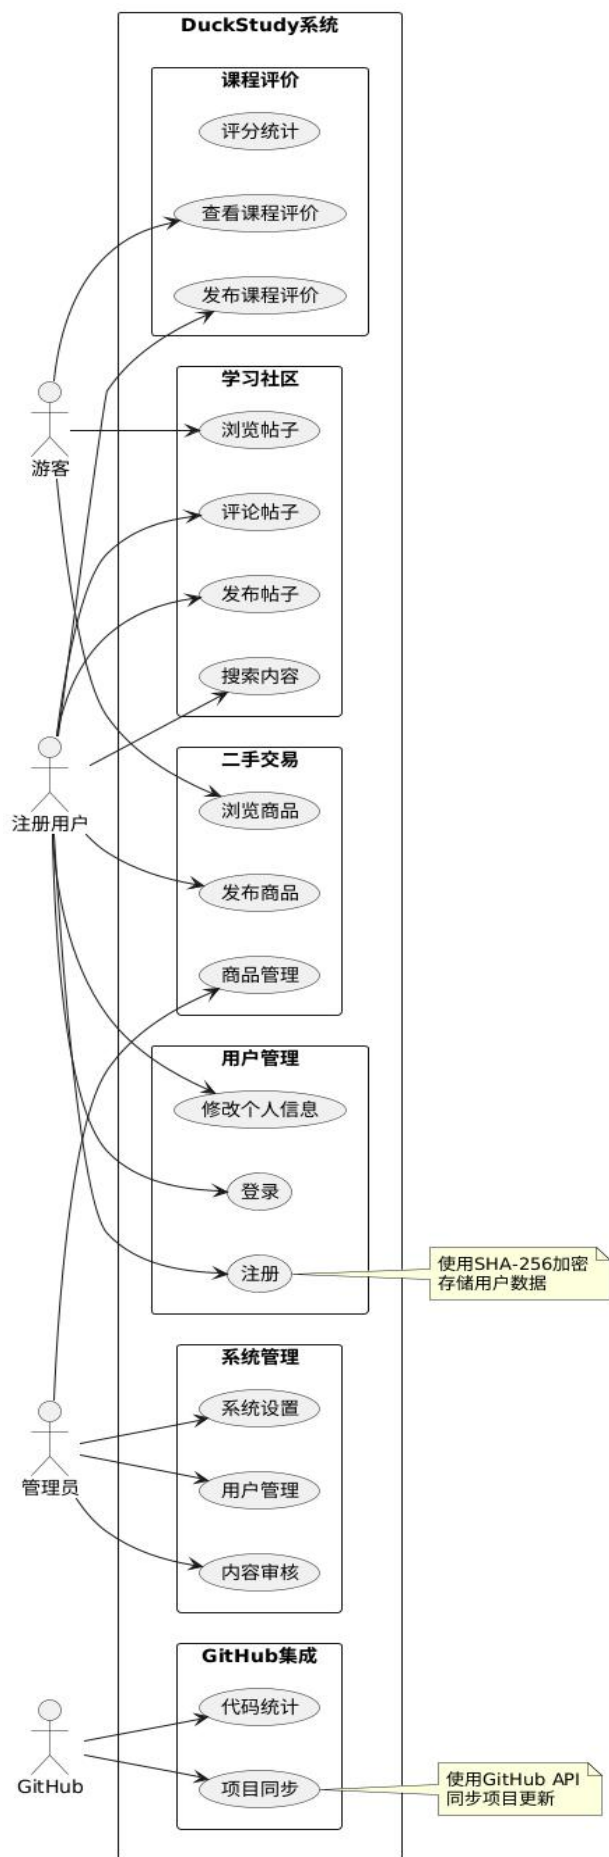 DuckStudy系统
课程评价
评分统计
查看课程评价
发布课程评价
学习社区
游客
浏览帖子
评论帖子
发布帖子
搜索内容
注册用户
二手交易
浏览商品
发布商品
商品管理
用户管理
修改个人信息
登录
注册
使用SHA-256加密
存储用户数据
系统管理
系统设置
管理员
用户管理
内容审核
GitHub集成
代码统计
GitHub
项目同步
使用GitHub API
同步项目更新